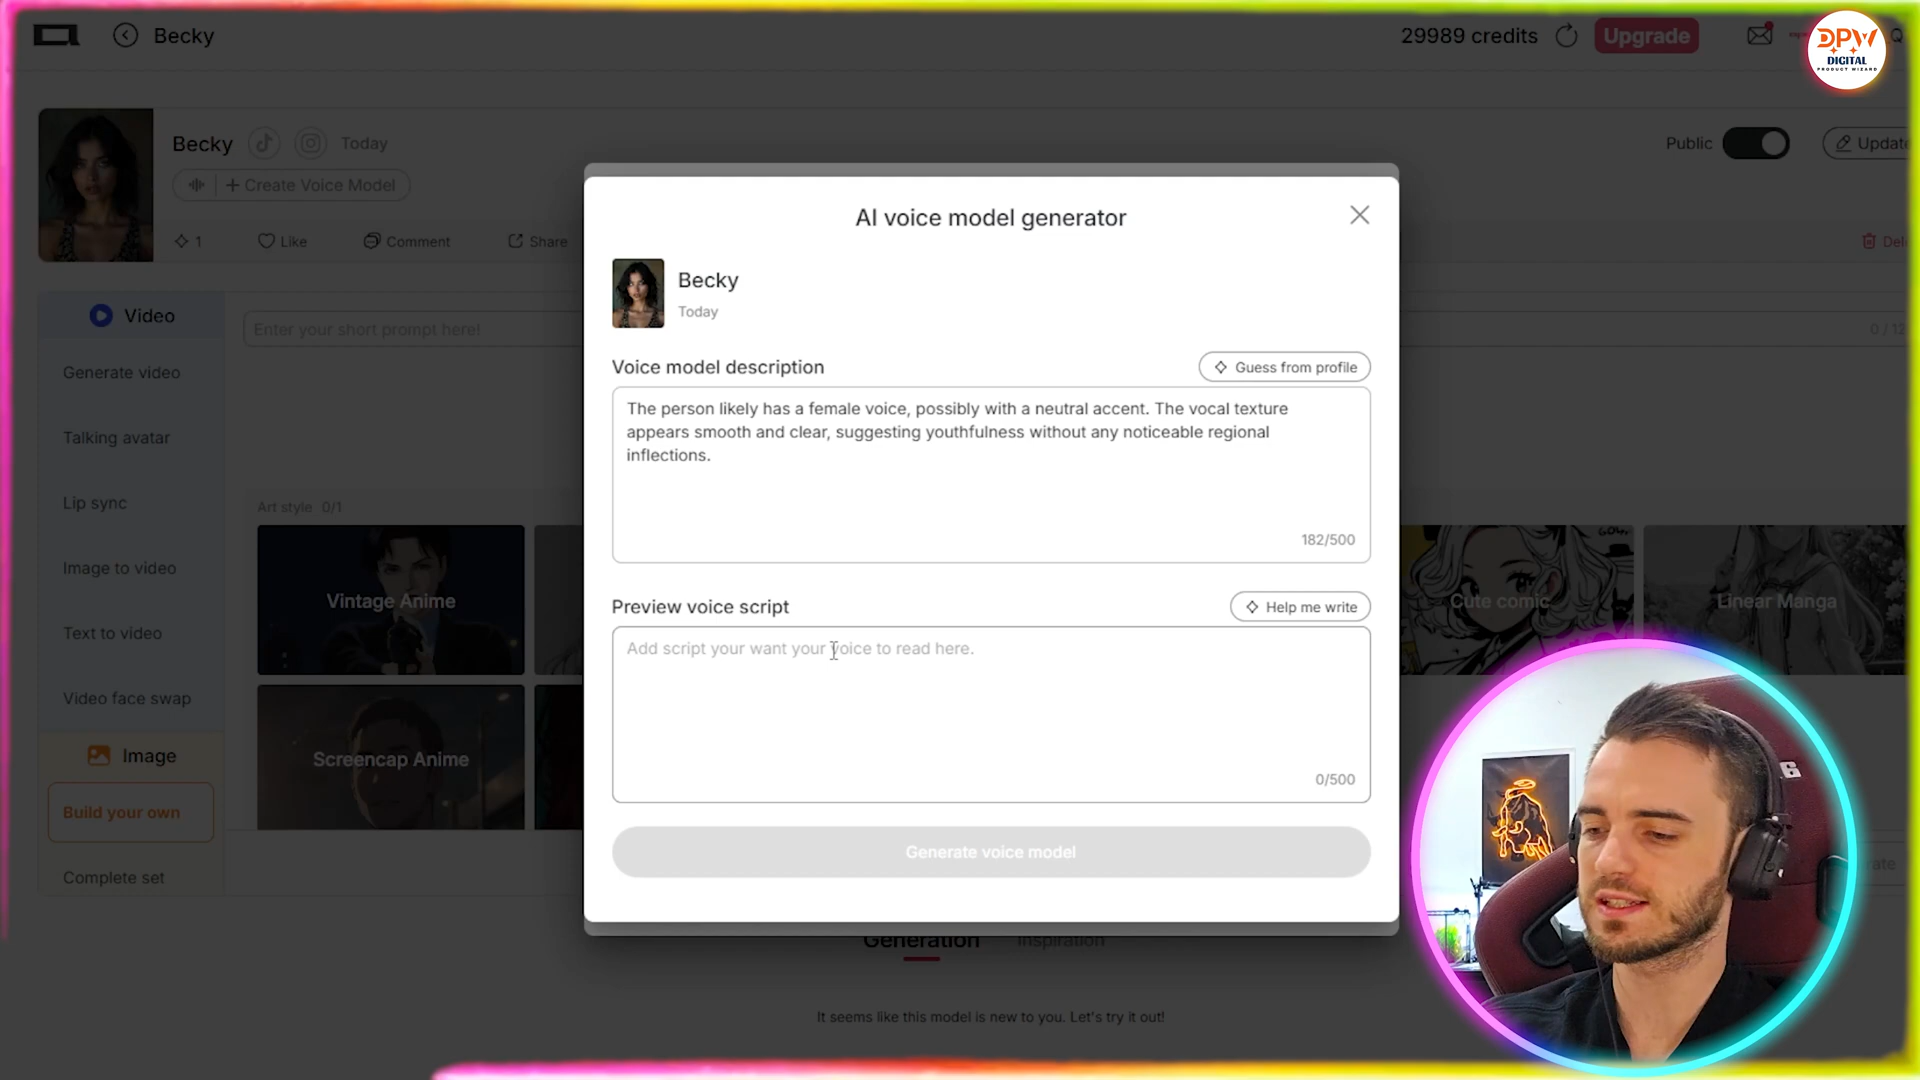 Becky
29989 credits
Upgrade
DPW
DIGITAL
PRODUCT WIZARD
Becky
Today
Public
Update
Create Voice Model
1
Like
Comment
Share
Video
Enter your short prompt here!
Generate video
Talking avatar
Lip sync
Image to video
Text to video
Video face swap
Image
Build your own
Complete set
Art style 0/1
Vintage Anime
Screencap Anime
Cute comic
Linear Manga
AI voice model generator
Becky
Today
Voice model description
Guess from profile
The person likely has a female voice, possibly with a neutral accent. The vocal texture
appears smooth and clear, suggesting youthfulness without any noticeable regional
inflections.
182/500
Preview voice script
Help me write
Add script your want your voice to read here.
0/500
Generate voice model
Generation
Inspiration
It seems like this model is new to you. Let's try it out!